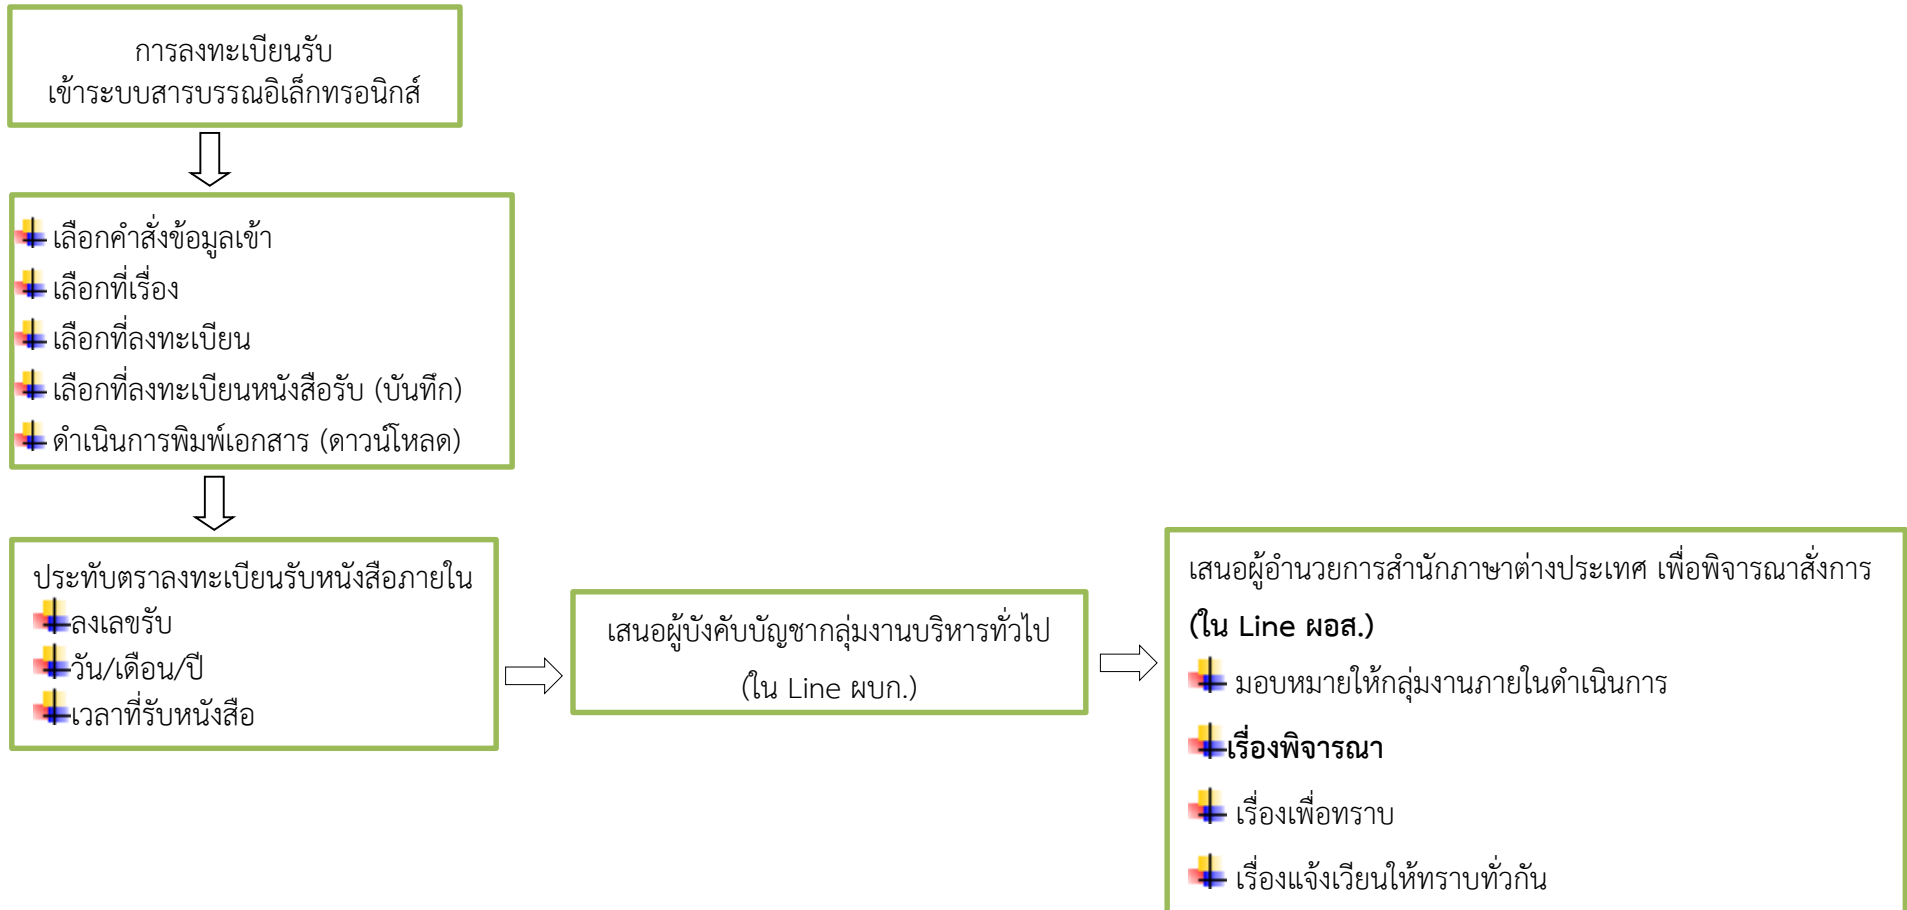 การลงทะเบียนรับ
เข้าระบบสารบรรณอิเล็กทรอนิกส์
เลือกคำสั่งข้อมูลเข้า
เลือกที่เรื่อง
เลือกที่ลงทะเบียน
เลือกที่ลงทะเบียนหนังสือรับ (บันทึก)
ดำเนินการพิมพ์เอกสาร (ดาวน์โหลด)
ประทับตราลงทะเบียนรับหนังสือภายใน
ลงเลขรับ
วัน/เดือน/ปี
เวลาที่รับหนังสือ
เสนอผู้บังคับบัญชากลุ่มงานบริหารทั่วไป
(ใน Line ผบก.)
เสนอผู้อำนวยการสำนักภาษาต่างประเทศ เพื่อพิจารณาสั่งการ
(ใน Line ผอส.)
มอบหมายให้กลุ่มงานภายในดำเนินการ
เรื่องพิจารณา
เรื่องเพื่อทราบ
เรื่องแจ้งเวียนให้ทราบทั่วกัน